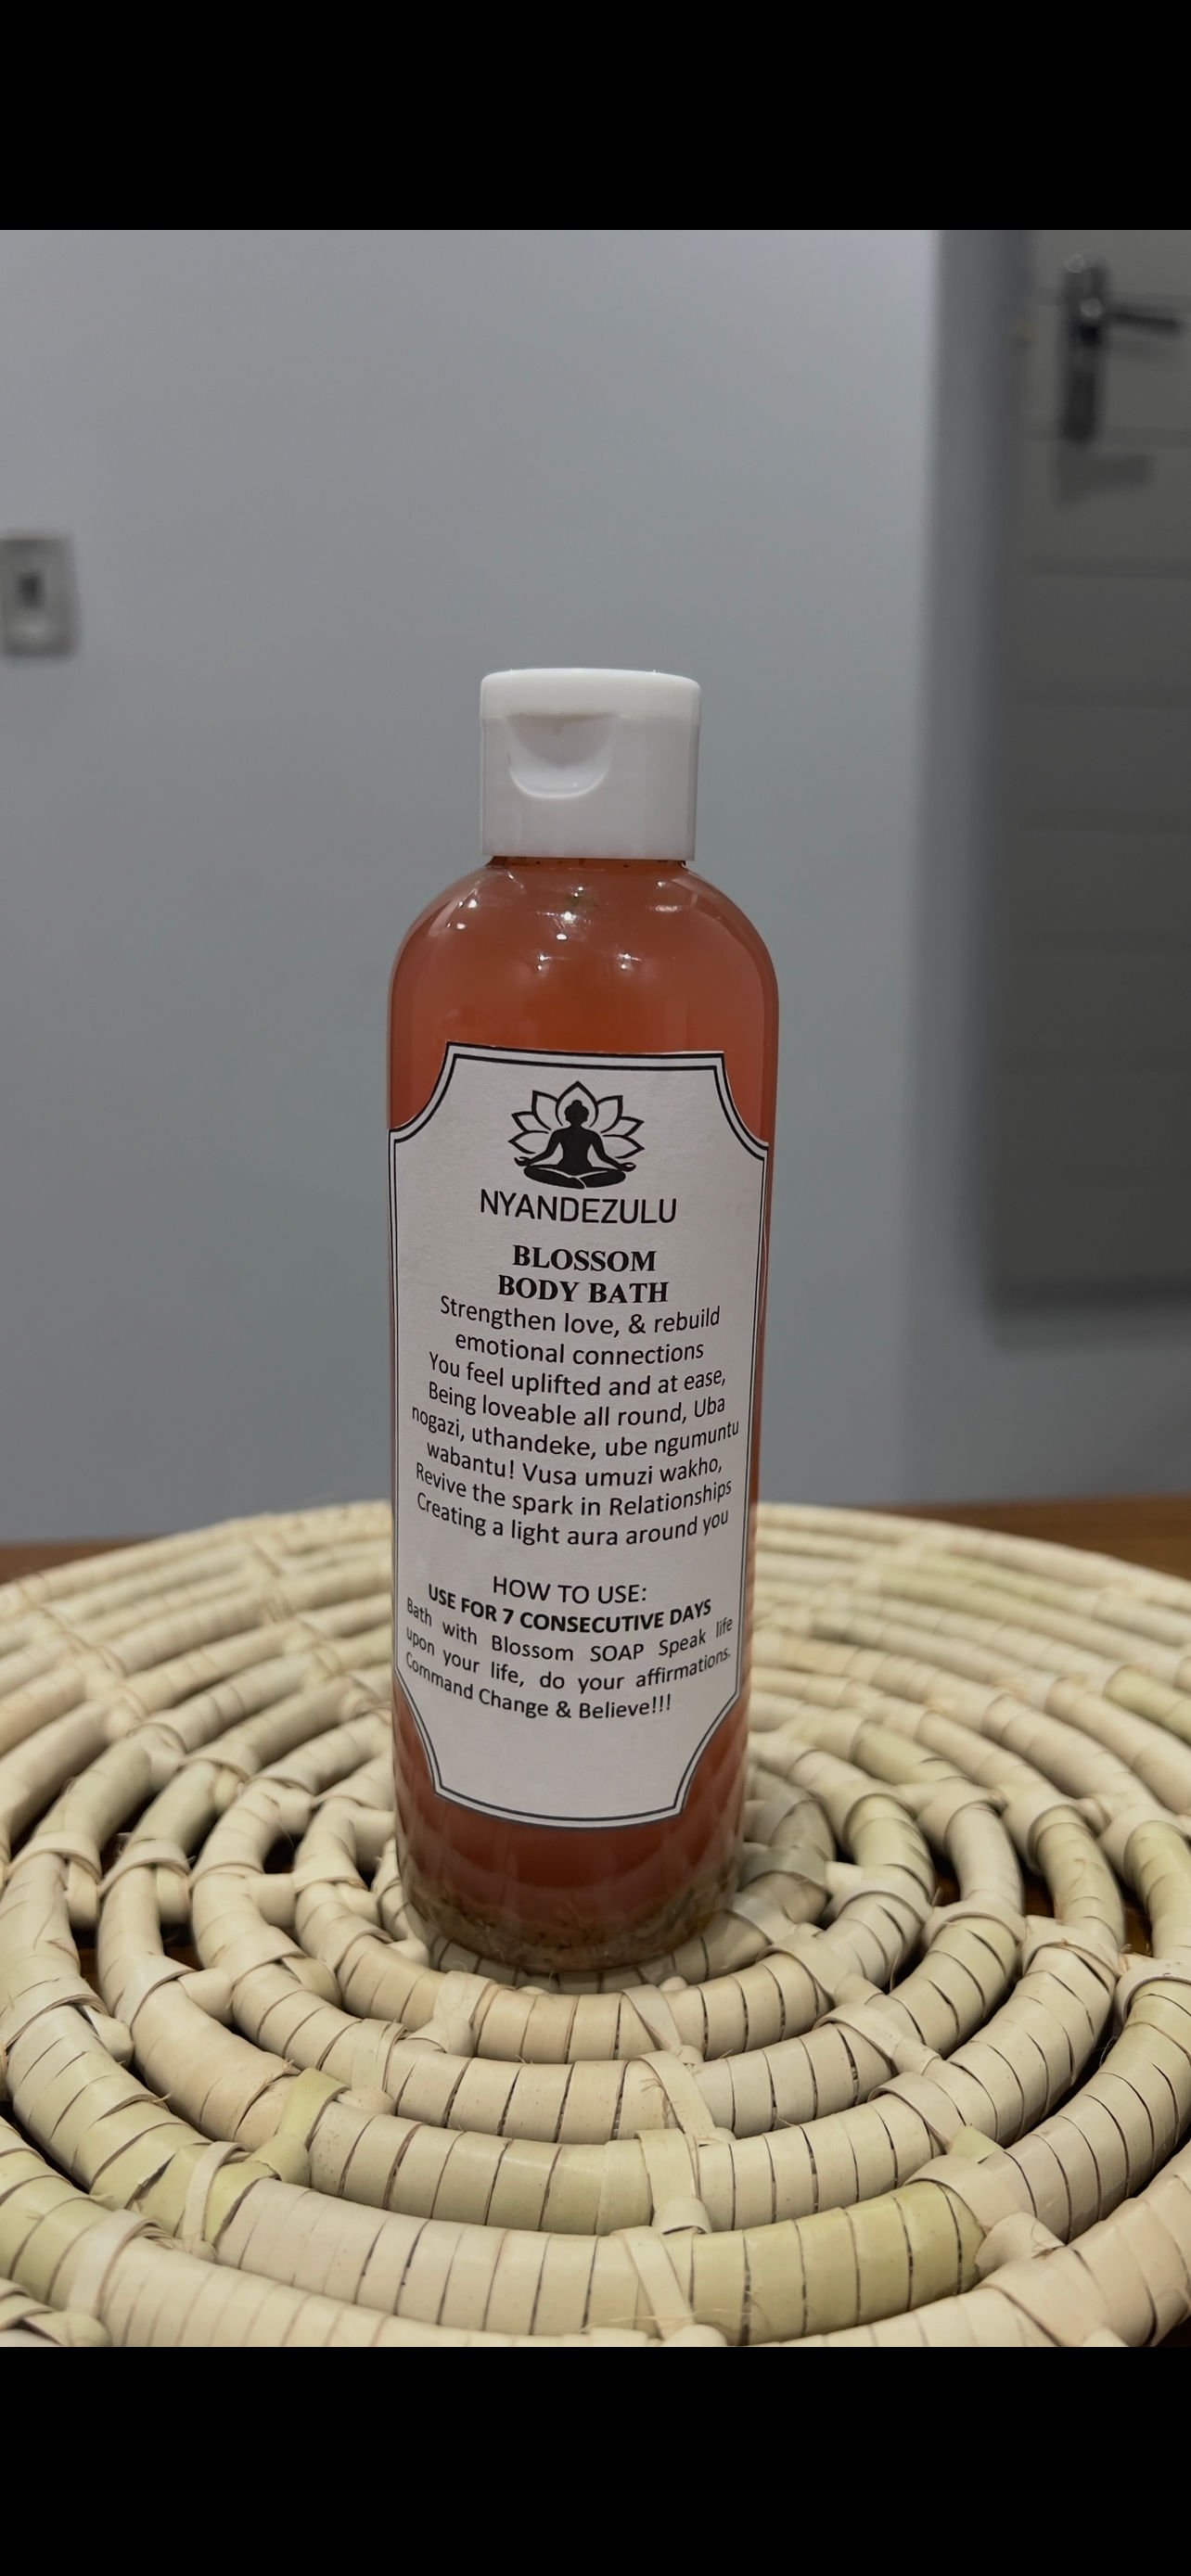 NYANDEZULU
BLOSSOM
BODY BATH
Strengthen love, & rebuild
emotional connections
You feel uplifted and at ease,
Being loveable all round, Uba
nogazi, uthandeke, ube ngumuntu
wabantu! Vusa umuzi wakho,
Revive the spark in Relationships
Creating a light aura around you
HOW TO USE:
USE FOR 7 CONSECUTIVE DAYS
Bath with Blossom SOAP Speak life
upon your life, do your affirmations.
Command Change & Believe!!!